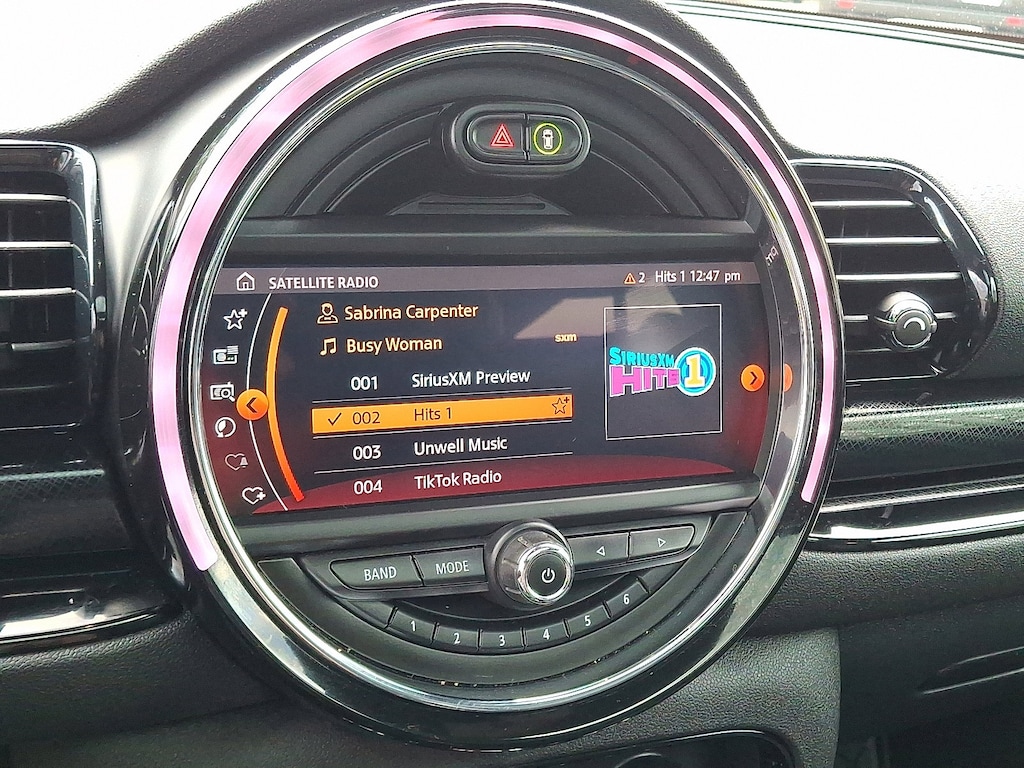 SATELLITE RADIO
2 Hits 1 12:47 pm
Sabrina Carpenter
Busy Woman
sxm
001 SiriusXM Preview
002 Hits 1
003 Unwell Music
004 TikTok Radio
SIRIUSXM
HITS 1
BAND MODE
1 2 3 4 5 6